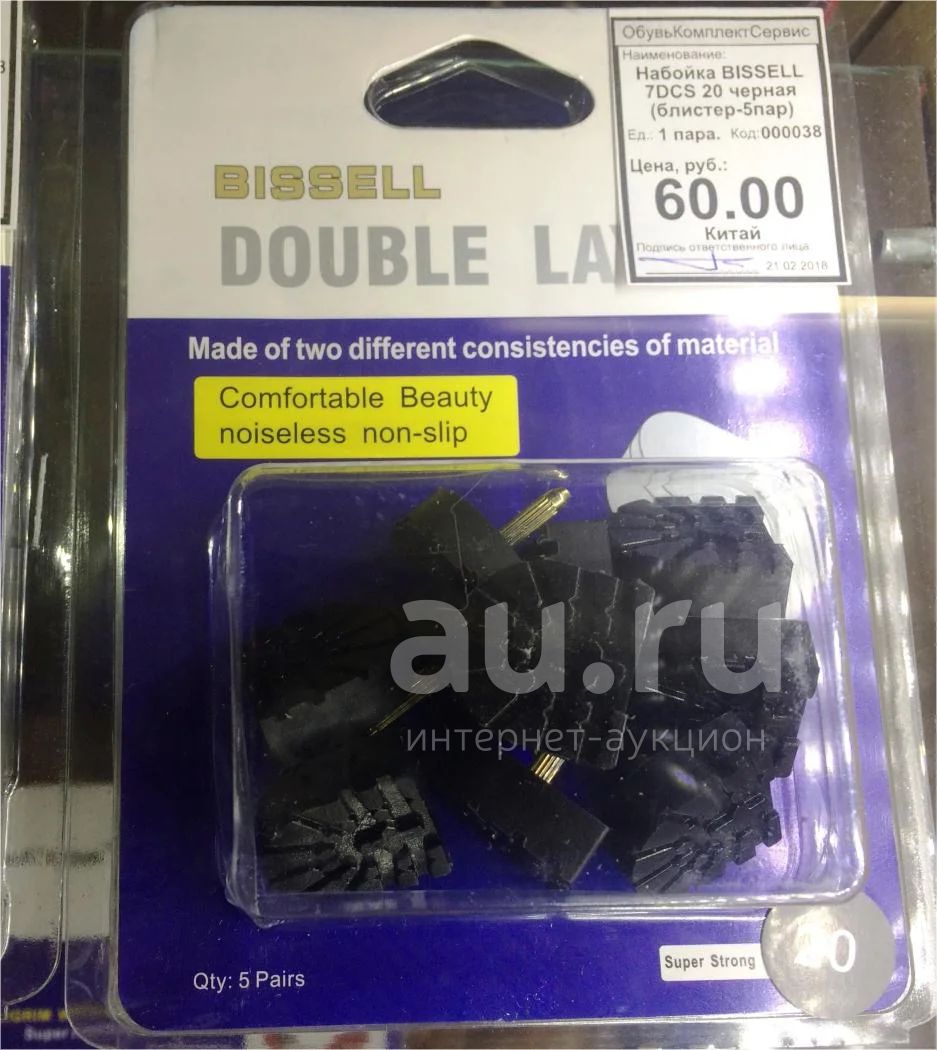 ОбувьКомплектСервис
Наименование:
Набойка BISSELL
7DCS 20 черная
(блистер-5пар)
Ед.: 1 пара. Код:000038
Цена, руб.:
60.00
Китай
Подпись ответственного лица
21.02.2018
BISSELL
DOUBLE LA
Made of two different consistencies of material
Comfortable Beauty
noiseless non-slip
au.ru
интернет-аукцион
Qty: 5 Pairs
Super Strong